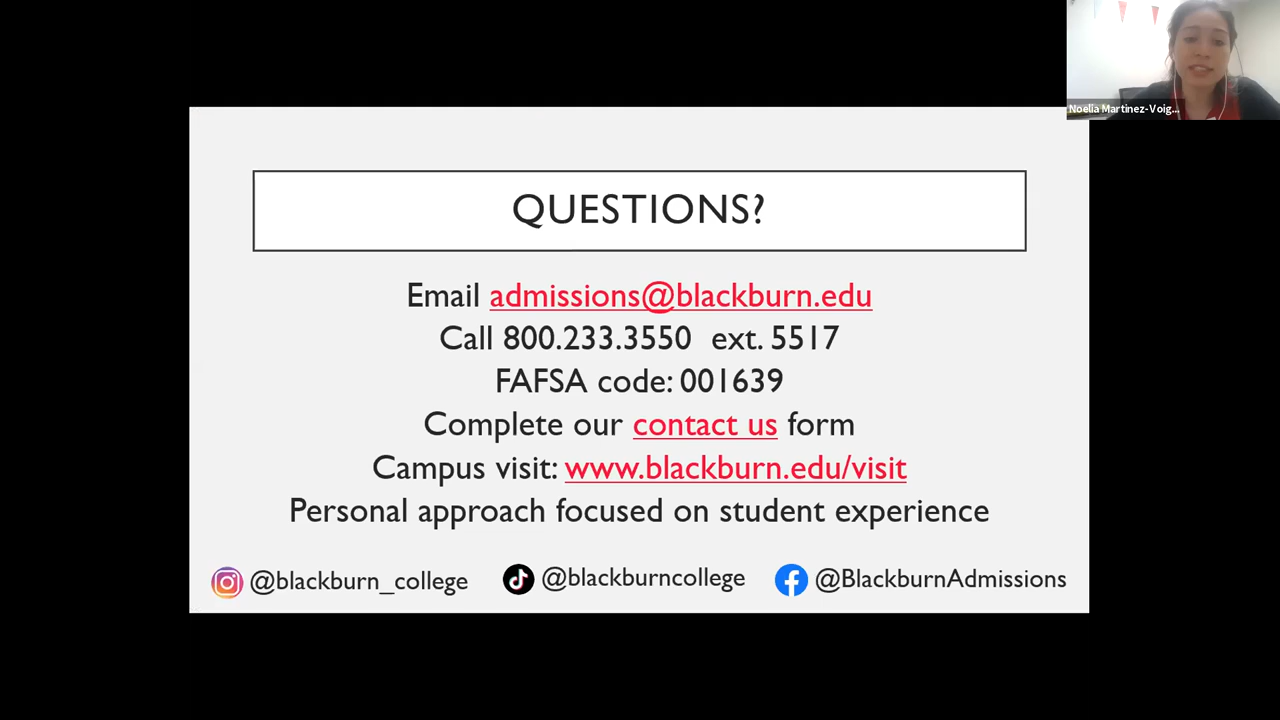 Noelia Martinez-Voig...
QUESTIONS?
Email admissions@blackburn.edu
Call 800.233.3550 ext. 5517
FAFSA code: 001639
Complete our contact us form
Campus visit: www.blackburn.edu/visit
Personal approach focused on student experience
@blackburn_college @blackburncollege @BlackburnAdmissions